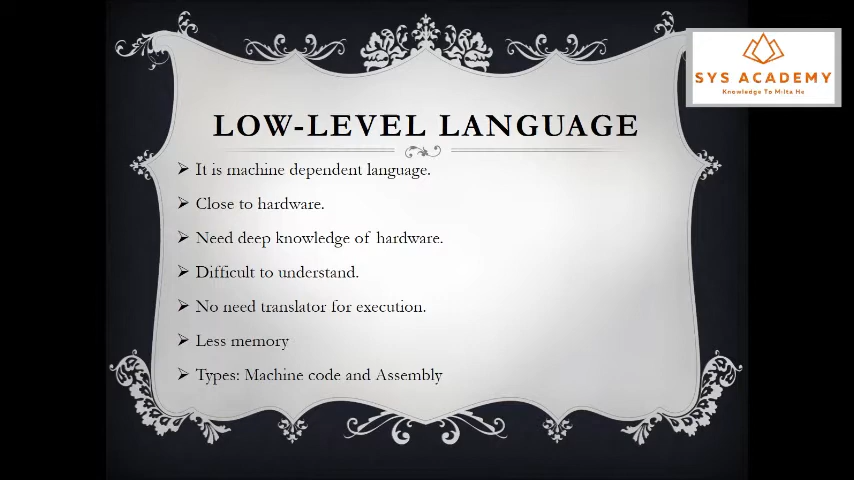 SYS ACADEMY
Knowledge To Milta He
LOW-LEVEL LANGUAGE
It is machine dependent language.
Close to hardware.
Need deep knowledge of hardware.
Difficult to understand.
No need translator for execution.
Less memory
Types: Machine code and Assembly